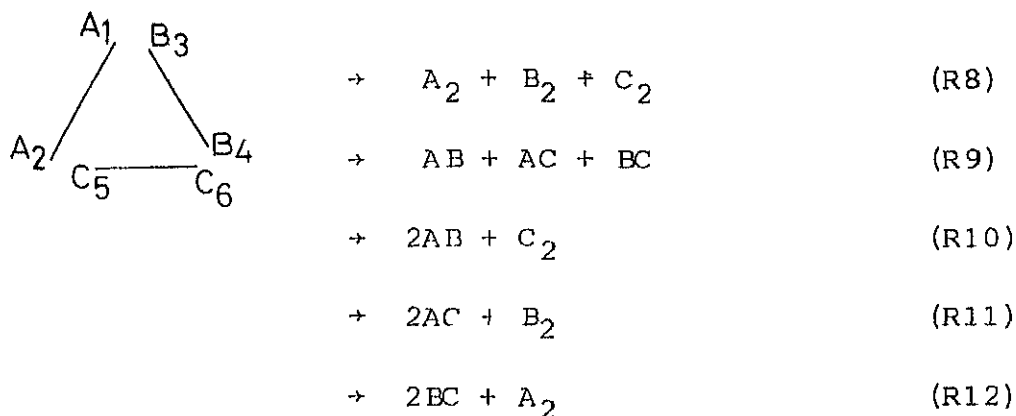 A1 B3
A2 B4
C5 C6
→ A2 + B2 + C2 (R8)
→ AB + AC + BC (R9)
→ 2AB + C2 (R10)
→ 2AC + B2 (R11)
→ 2BC + A2 (R12)